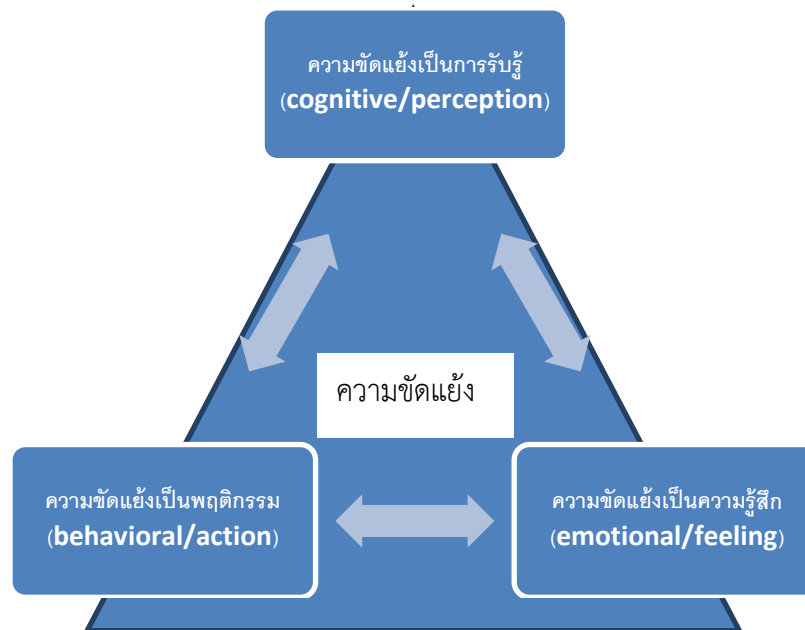 ความขัดแย้งเป็นการรับรู้
(cognitive/perception)
ความขัดแย้ง
ความขัดแย้งเป็นพฤติกรรม
(behavioral/action)
ความขัดแย้งเป็นความรู้สึก
(emotional/feeling)